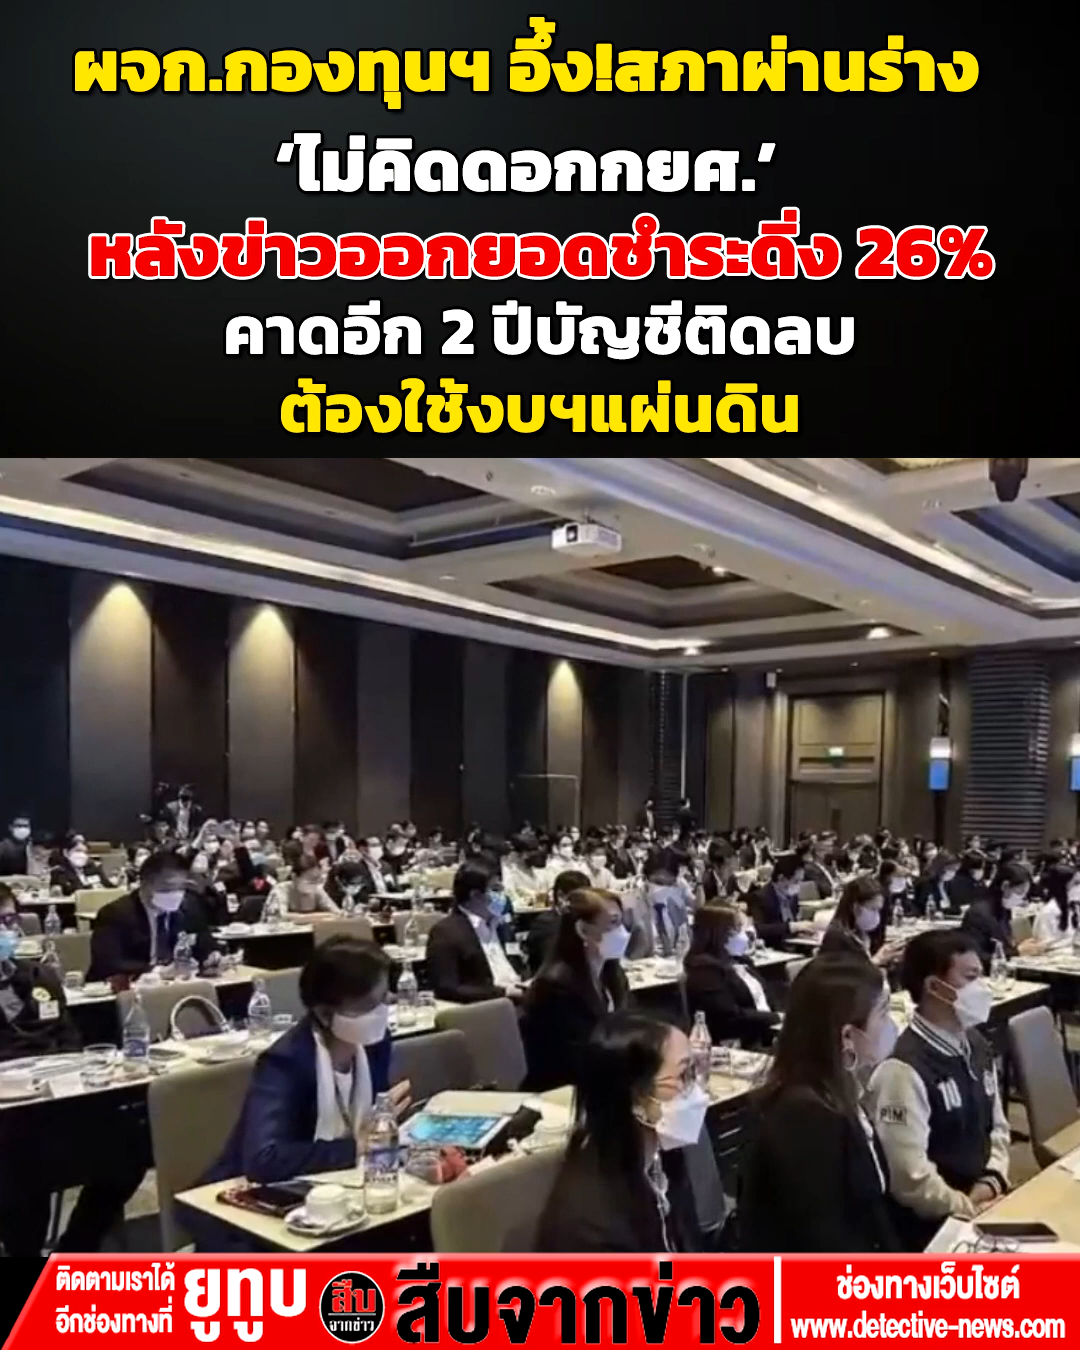 ผจก.กองทุนฯ อึ้ง!สภาผ่านร่าง
‘ไม่คิดดอกกยศ.’
หลังข่าวออกยอดชำระดิ่ง 26%
คาดอีก 2 ปีบัญชีติดลบ
ต้องใช้งบฯแผ่นดิน
PIM
ติดตามเราได้
อีกช่องทางที่
ยูทูบ
สืบ
จากข่าว
สืบจากข่าว
ช่องทางเว็บไซต์
www.detective-news.com